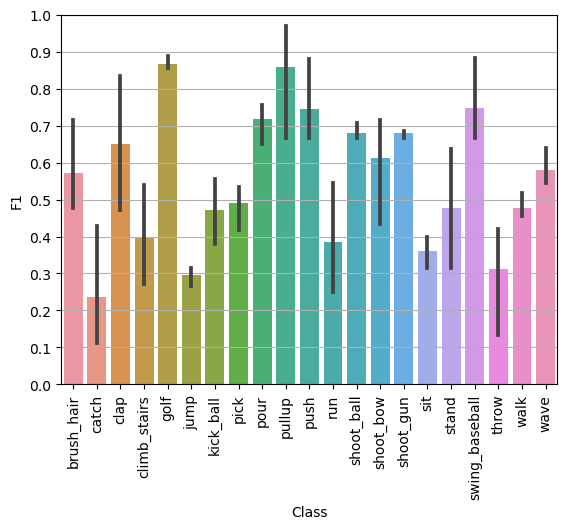 1.0
0.9
0.8
0.7
0.6
0.5
0.4
0.3
0.2
0.1
0.0
F1
brush_hair
catch
clap
climb_stairs
golf
jump
kick_ball
pick
pour
pullup
push
run
shoot_ball
shoot_bow
shoot_gun
sit
stand
swing_baseball
throw
walk
wave
Class